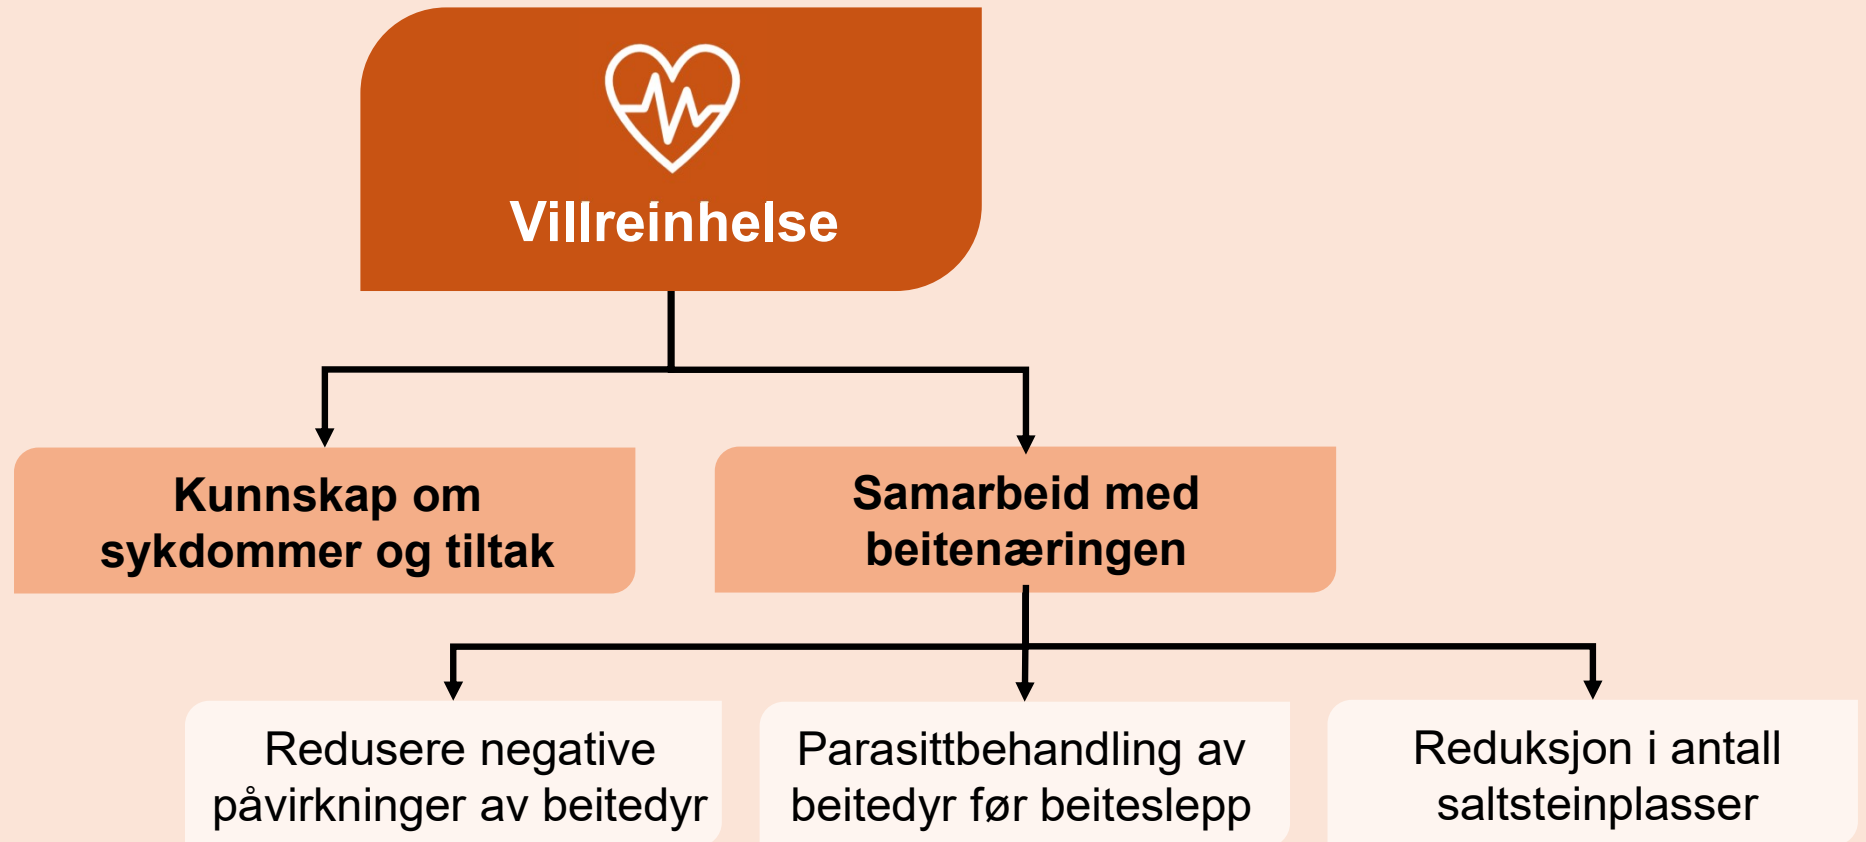 Villreinhelse
Kunnskap om
sykdommer og tiltak
Samarbeid med
beitenæringen
Redusere negative
påvirkninger av beitedyr
Parasittbehandling av
beitedyr før beiteslepp
Reduksjon i antall
saltsteinplasser